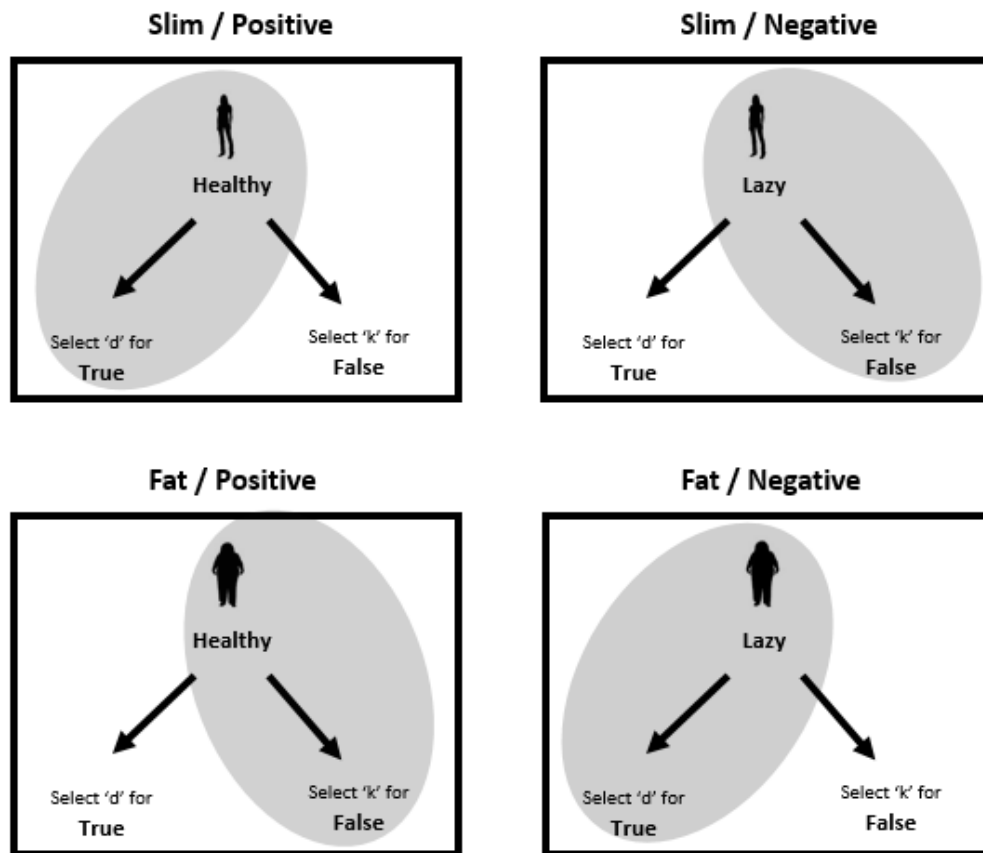 Slim / Positive
Healthy
Select ‘d’ for
True
Select ‘k’ for
False
Slim / Negative
Lazy
Select ‘d’ for
True
Select ‘k’ for
False
Fat / Positive
Healthy
Select ‘d’ for
True
Select ‘k’ for
False
Fat / Negative
Lazy
Select ‘d’ for
True
Select ‘k’ for
False